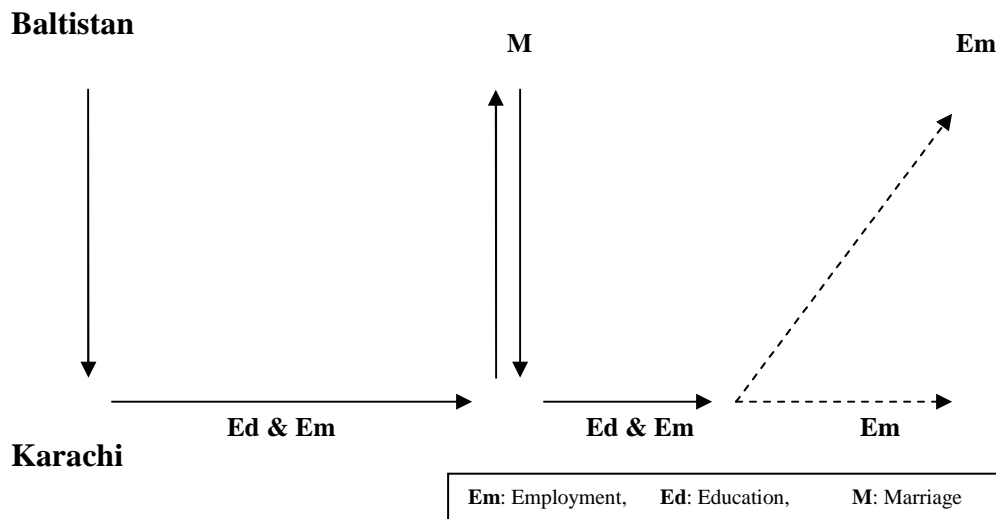 Baltistan
M
Em
Ed & Em
Ed & Em
Em
Karachi
Em: Employment, Ed: Education, M: Marriage